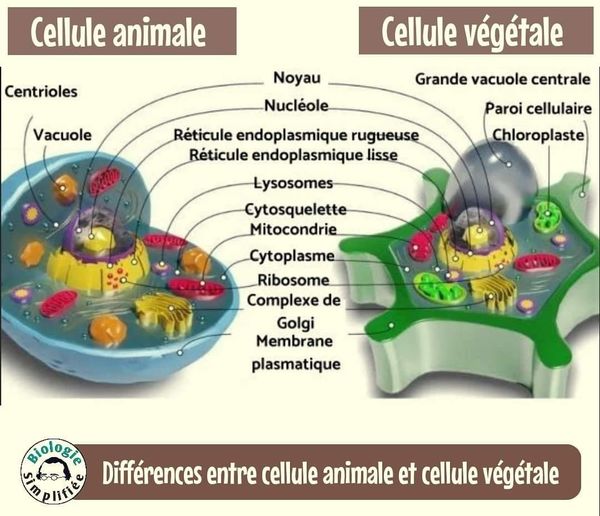 Cellule animale
Cellule végétale
Noyau
Grande vacuole centrale
Centrioles
Nucléole
Paroi cellulaire
Vacuole
Réticule endoplasmique rugueuse
Chloroplaste
Réticule endoplasmique lisse
Lysosomes
Cytosquelette
Mitocondrie
Cytoplasme
Ribosome
Complexe de
Golgi
Membrane
plasmatique
Biologie
Simplifiée
Différences entre cellule animale et cellule végétale